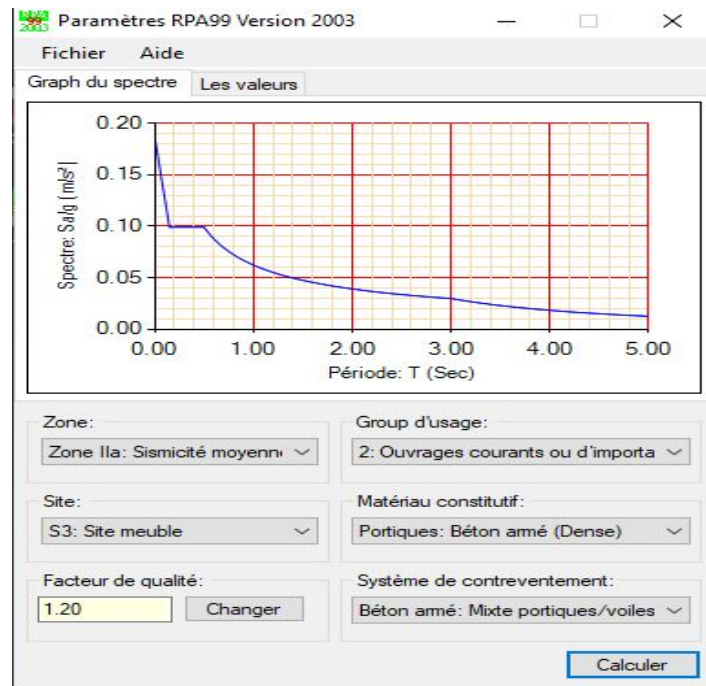 RPA
99
2003
Paramètres RPA99 Version 2003
Fichier Aide
Graph du spectre Les valeurs
0.20
0.15
0.10
0.05
0.00
Spectre: Sa/g ( m/s² )
0.00 1.00 2.00 3.00 4.00 5.00
Période: T (Sec)
Zone: Group d'usage:
Zone IIa: Sismicité moyenn 2: Ouvrages courants ou d'importa
Site: Matériau constitutif:
S3: Site meuble Portiques: Béton armé (Dense)
Facteur de qualité: Système de contreventement:
1.20 Changer Béton armé: Mixte portiques/voiles
Calculer